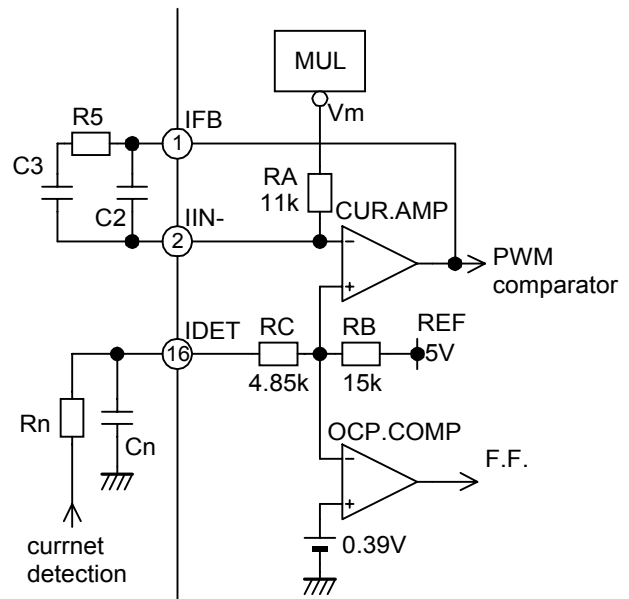 MUL
Vm
R5
IFB
1
C3
C2
RA
11k
CUR.AMP
IIN-
2
−
+
PWM
comparator
IDET
16
RC
4.85k
RB
15k
REF
5V
Rn
Cn
OCP.COMP
−
+
F.F.
0.39V
currnet
detection